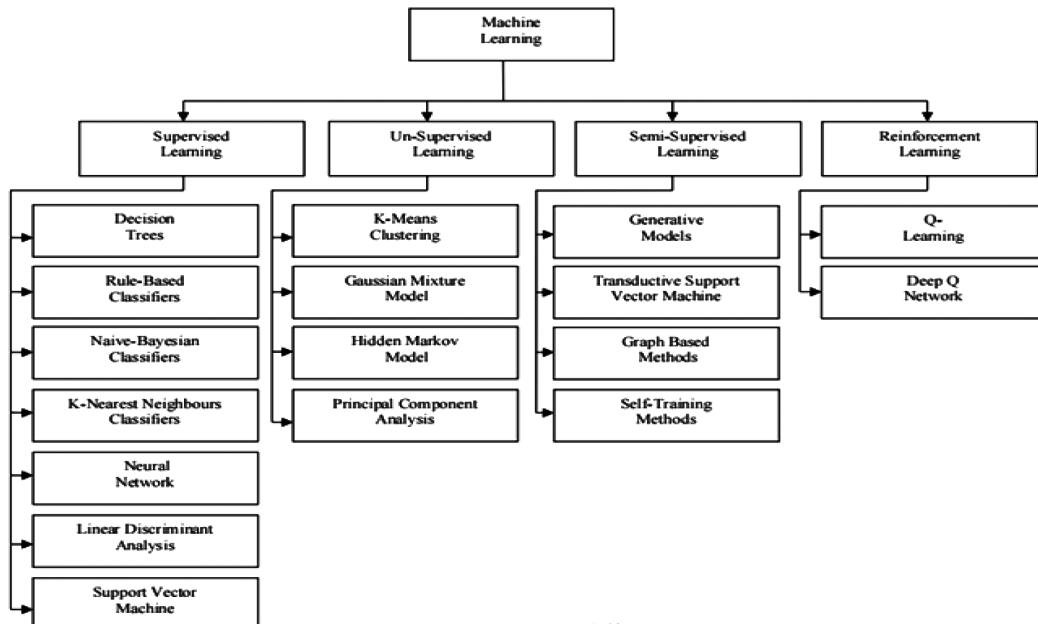 Machine
Learning
Supervised
Learning
Un-Supervised
Learning
Semi-Supervised
Learning
Reinforcement
Learning
Decision
Trees
Rule-Based
Classifiers
Naive-Bayesian
Classifiers
K-Nearest Neighbours
Classifiers
Neural
Network
Linear Discriminant
Analysis
Support Vector
Machine
K-Means
Clustering
Gaussian Mixture
Model
Hidden Markov
Model
Principal Component
Analysis
Generative
Models
Transductive Support
Vector Machine
Graph Based
Methods
Self-Training
Methods
Q-
Learning
Deep Q
Network